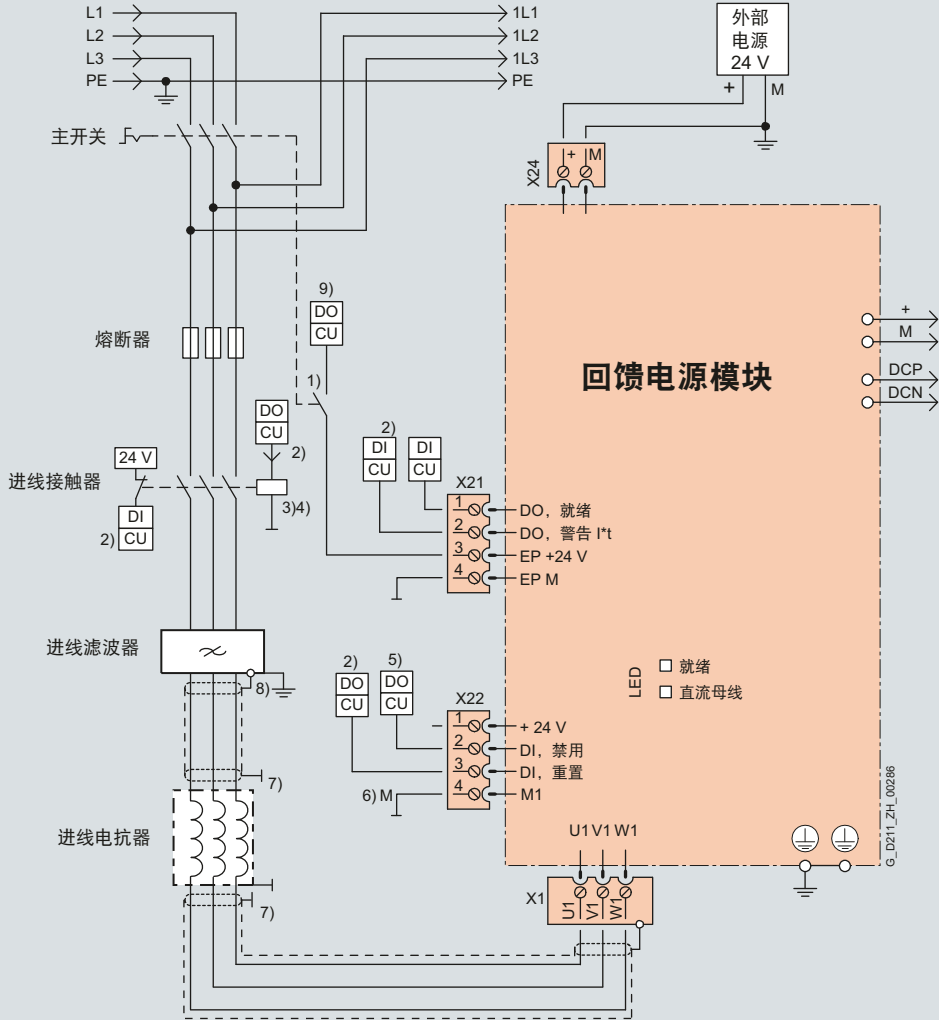 L1
1L1
L2
1L2
L3
1L3
PE
PE
外部
电源
24 V
+
M
主开关
X24
+
M
9)
DO
CU
熔断器
1)
回馈电源模块
+
M
DCP
DCN
DO
CU
2)
2)
DI
CU
DI
CU
24 V
进线接触器
3)4)
DI
CU
2)
X21
1
DO，就绪
2
DO，警告 I*t
3
EP +24 V
4
EP M
进线滤波器
8)
2)
DO
CU
5)
DO
CU
X22
1
+ 24 V
2
DI，禁用
3
DI，重置
4
M1
6) M
LED
就绪
直流母线
7)
进线电抗器
7)
U1 V1 W1
X1
U1
V1
W1
G_D211_ZH_00286